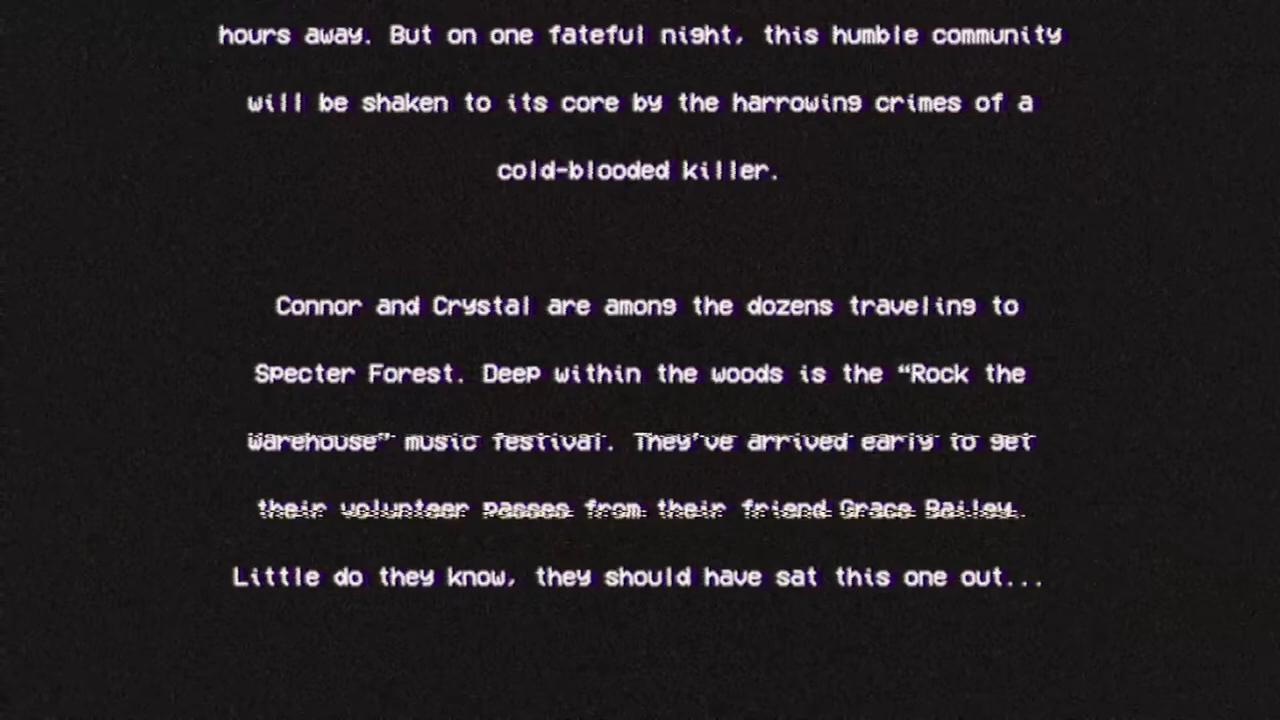 hours away. But on one fateful night, this humble community
will be shaken to its core by the harrowing crimes of a
cold-blooded killer.
Connor and Crystal are among the dozens traveling to
Specter Forest. Deep within the woods is the “Rock the
Warehouse” music festival. They’ve arrived early to get
their volunteer passes from their friend Grace Bailey.
Little do they know, they should have sat this one out...